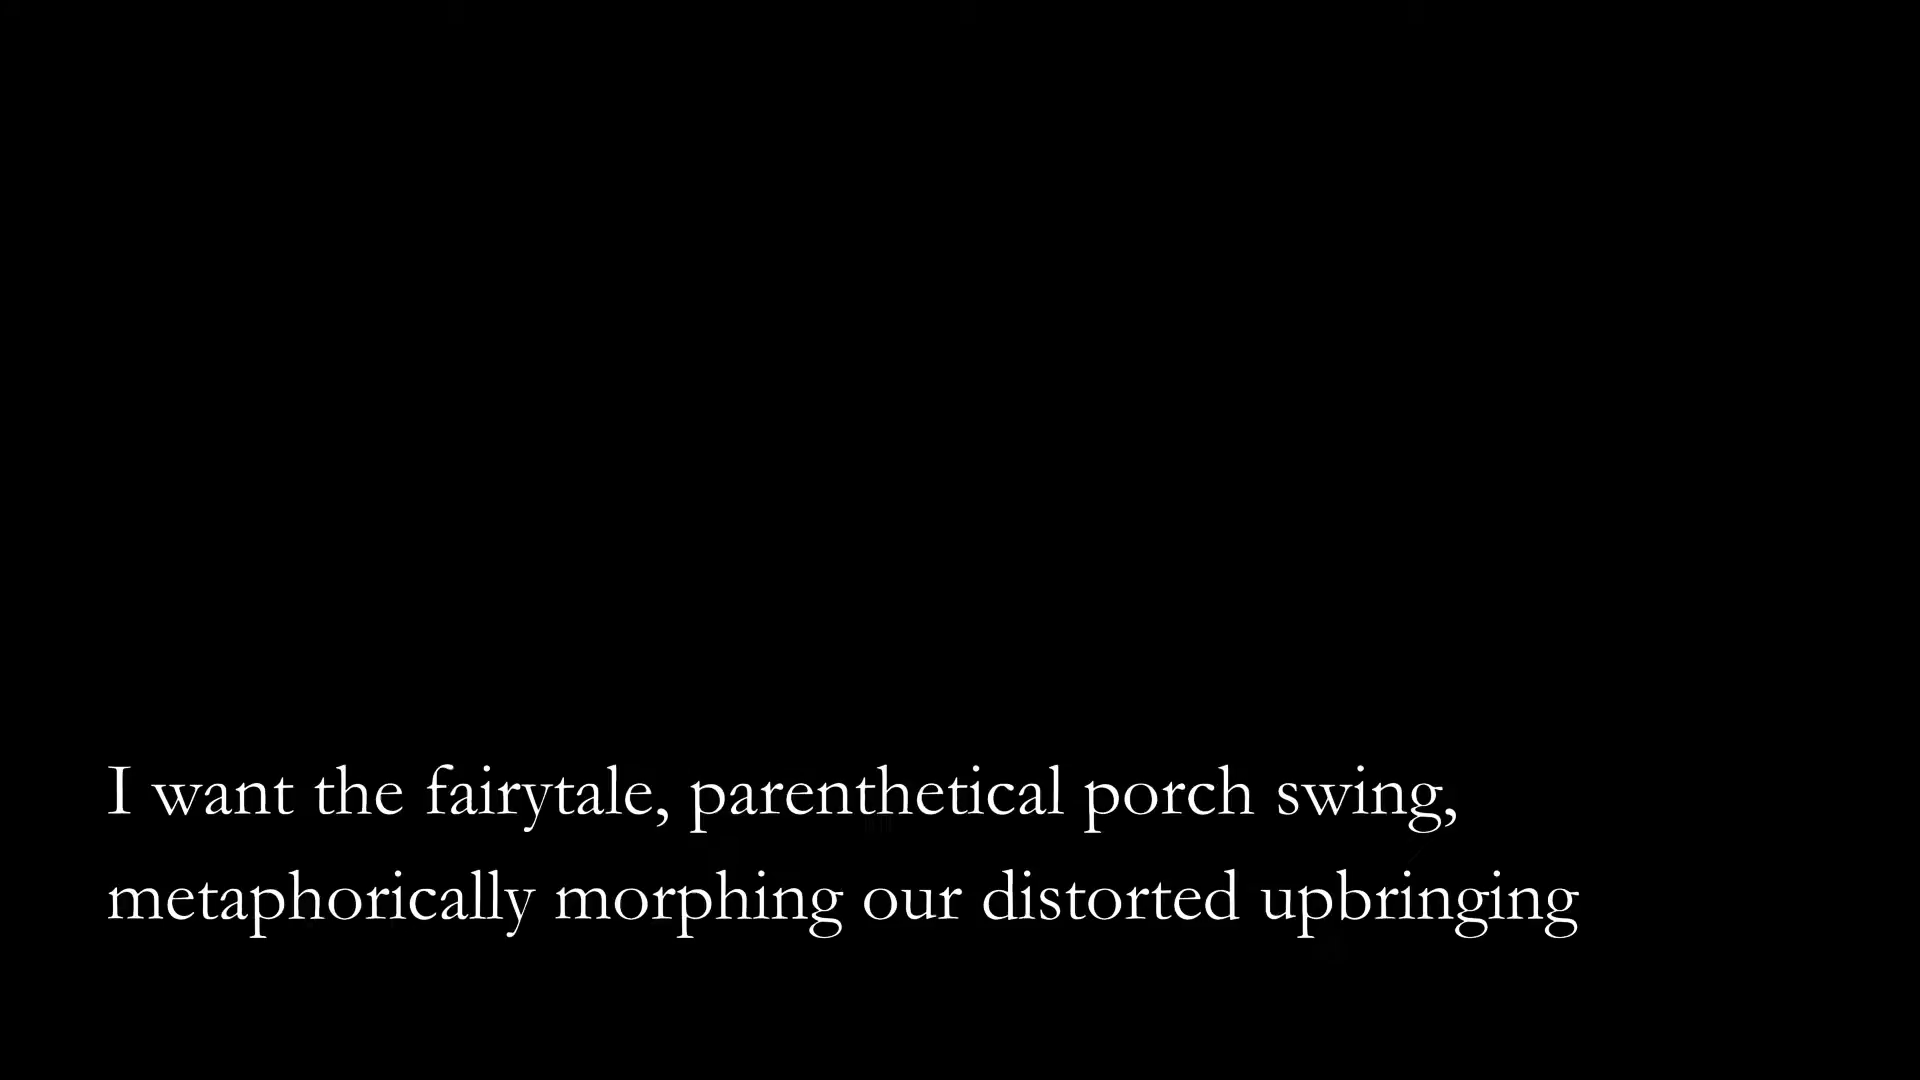 I want the fairytale, parenthetical porch swing,
metaphorically morphing our distorted upbringing